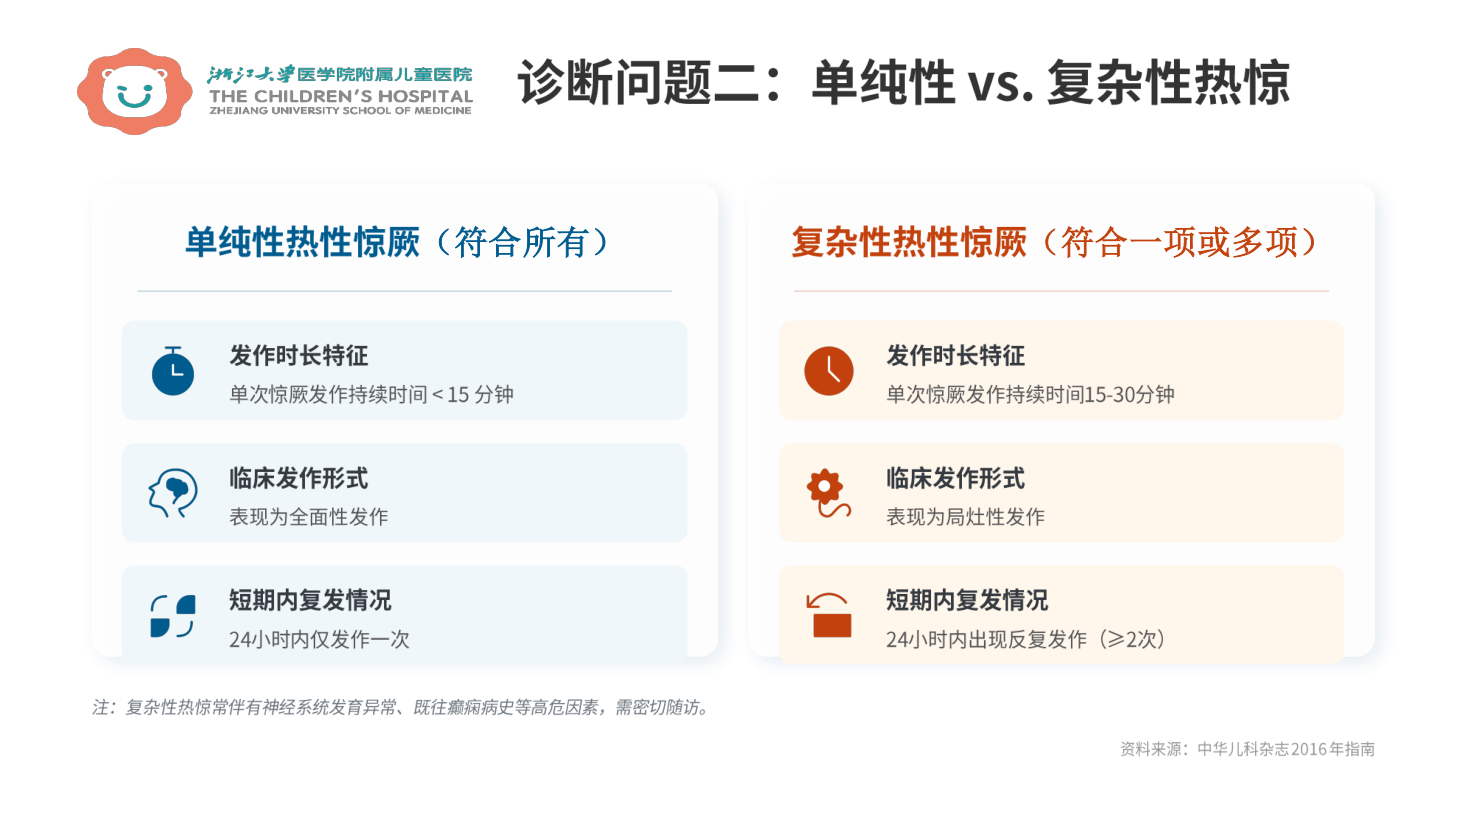 浙江大学医学院附属儿童医院
THE CHILDREN'S HOSPITAL
ZHEJIANG UNIVERSITY SCHOOL OF MEDICINE
诊断问题二：单纯性 vs. 复杂性热惊
单纯性热性惊厥（符合所有）
发作时长特征
单次惊厥发作持续时间 < 15 分钟
临床发作形式
表现为全面性发作
短期内复发情况
24小时内仅发作一次
复杂性热性惊厥（符合一项或多项）
发作时长特征
单次惊厥发作持续时间15-30分钟
临床发作形式
表现为局灶性发作
短期内复发情况
24小时内出现反复发作（≥2次）
注：复杂性热惊常伴有神经系统发育异常、既往癫痫病史等高危因素，需密切随访。
资料来源：中华儿科杂志2016年指南